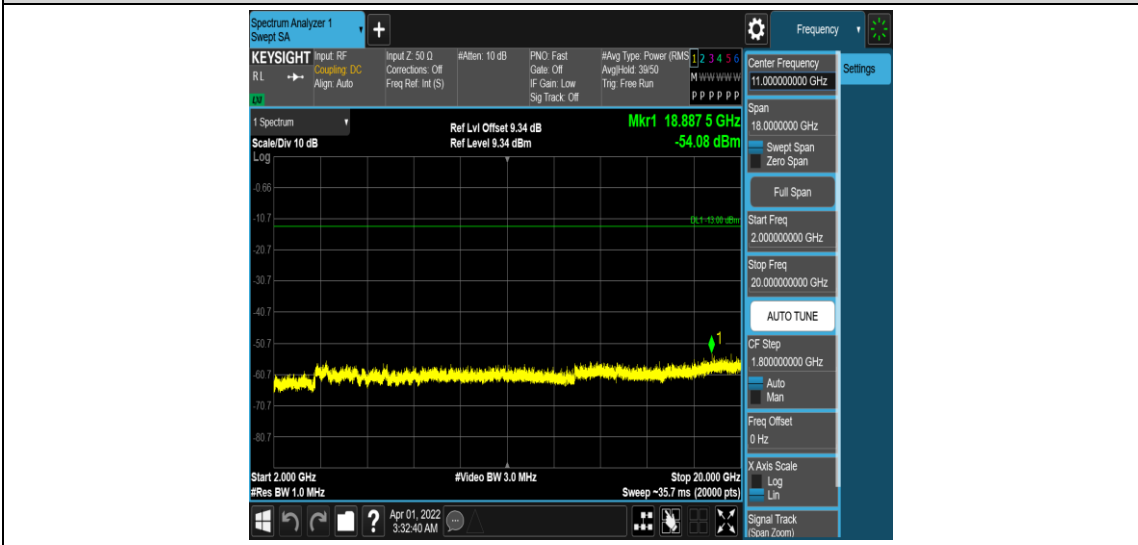 Spectrum Analyzer 1
Swept SA
+
Frequency
KEYSIGHT
RL
LXI
Input: RF
Coupling: DC
Align: Auto
Input Z: 50 Ω
Corrections: Off
Freq Ref: Int (S)
#Atten: 10 dB
PNO: Fast
Gate: Off
IF Gain: Low
Sig Track: Off
#Avg Type: Power (RMS
Avg|Hold: 39/50
Trig: Free Run
1 2 3 4 5 6
M W W W W W
P P P P P P
1 Spectrum
Scale/Div 10 dB
Log
Ref Lvl Offset 9.34 dB
Ref Level 9.34 dBm
Mkr1 18.887 5 GHz
-54.08 dBm
-0.66
-10.7
DL1 -13.00 dBm
-20.7
-30.7
-40.7
-50.7
1
-60.7
-70.7
-80.7
Start 2.000 GHz
#Res BW 1.0 MHz
#Video BW 3.0 MHz
Stop 20.000 GHz
Sweep ~35.7 ms (20000 pts)
Center Frequency
11.000000000 GHz
Settings
Span
18.0000000 GHz
Swept Span
Zero Span
Full Span
Start Freq
2.000000000 GHz
Stop Freq
20.000000000 GHz
AUTO TUNE
CF Step
1.800000000 GHz
Auto
Man
Freq Offset
0 Hz
X Axis Scale
Log
Lin
Signal Track
(Span Zoom)
?
Apr 01, 2022
3:32:40 AM